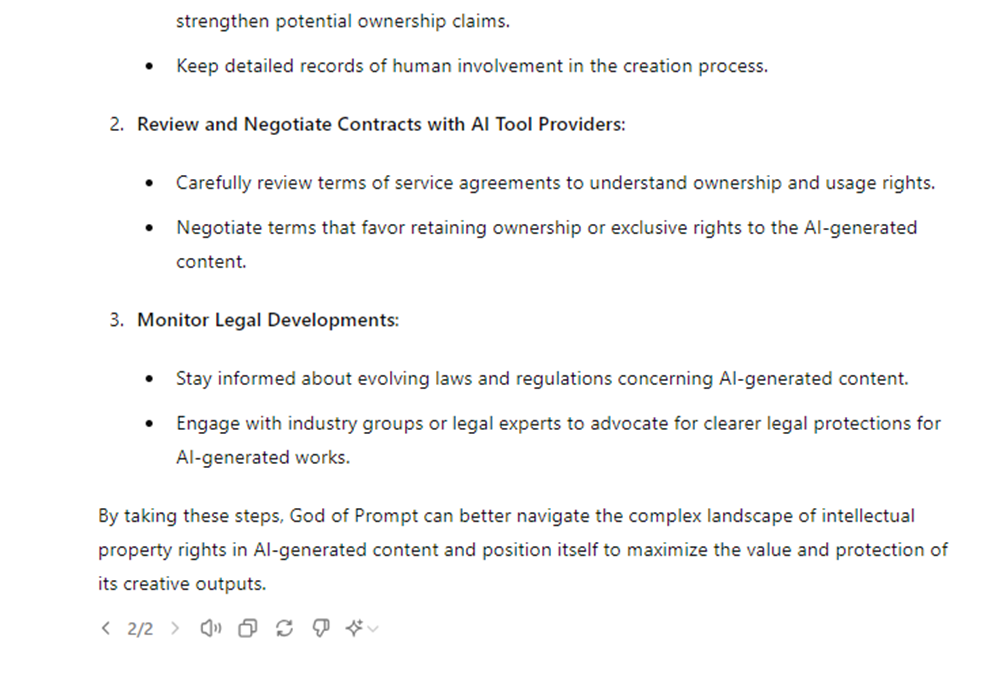 strengthen potential ownership claims.
• Keep detailed records of human involvement in the creation process.
2. Review and Negotiate Contracts with AI Tool Providers:
• Carefully review terms of service agreements to understand ownership and usage rights.
• Negotiate terms that favor retaining ownership or exclusive rights to the AI-generated
content.
3. Monitor Legal Developments:
• Stay informed about evolving laws and regulations concerning AI-generated content.
• Engage with industry groups or legal experts to advocate for clearer legal protections for
AI-generated works.
By taking these steps, God of Prompt can better navigate the complex landscape of intellectual
property rights in AI-generated content and position itself to maximize the value and protection of
its creative outputs.
2/2